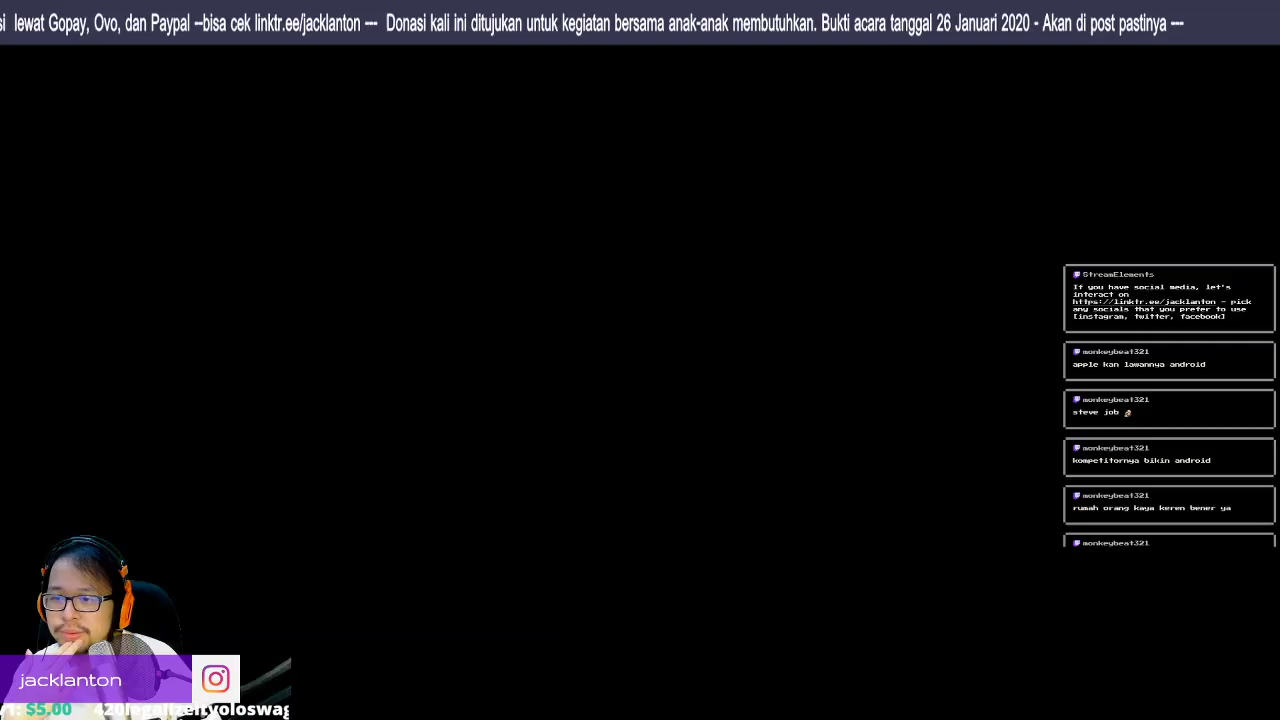 lewat Gopay, Ovo, dan Paypal --bisa cek linktr.ee/jacklanton --- Donasi kali ini ditujukan untuk kegiatan bersama anak-anak membutuhkan. Bukti acara tanggal 26 Januari 2020 - Akan di post pastinya ---
StreamElements
If you have social media, let's
interact on
https://linktr.ee/jacklanton - pick
any socials that you prefer to use
[instagram, twitter, facebook]
monkeybeat321
apple kan lawannya android
monkeybeat321
steve job
monkeybeat321
kompetitornya bikin android
monkeybeat321
rumah orang kaya keren bener ya
monkeybeat321
jacklanton
$5.00 420legalizeityoloswag